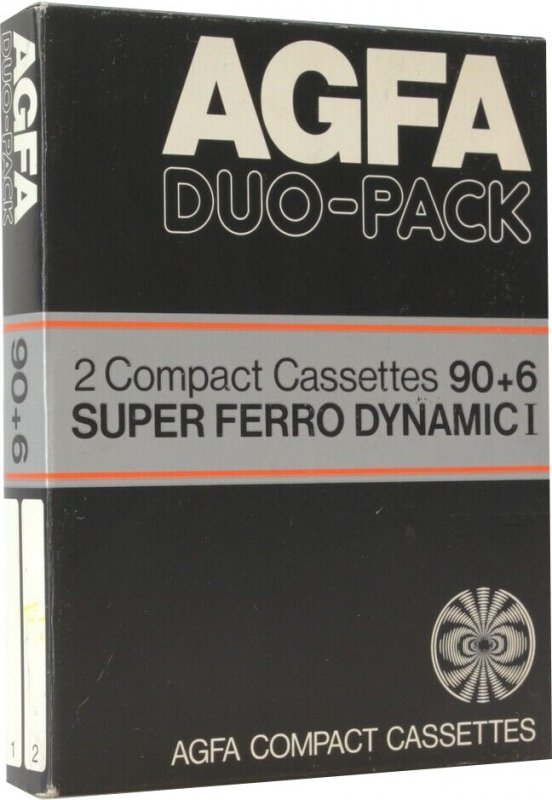 AGFA
DUO-PACK
90+6
1
2
AGFA
DUO-PACK
2 Compact Cassettes 90+6
SUPER FERRO DYNAMIC I
AGFA COMPACT CASSETTES